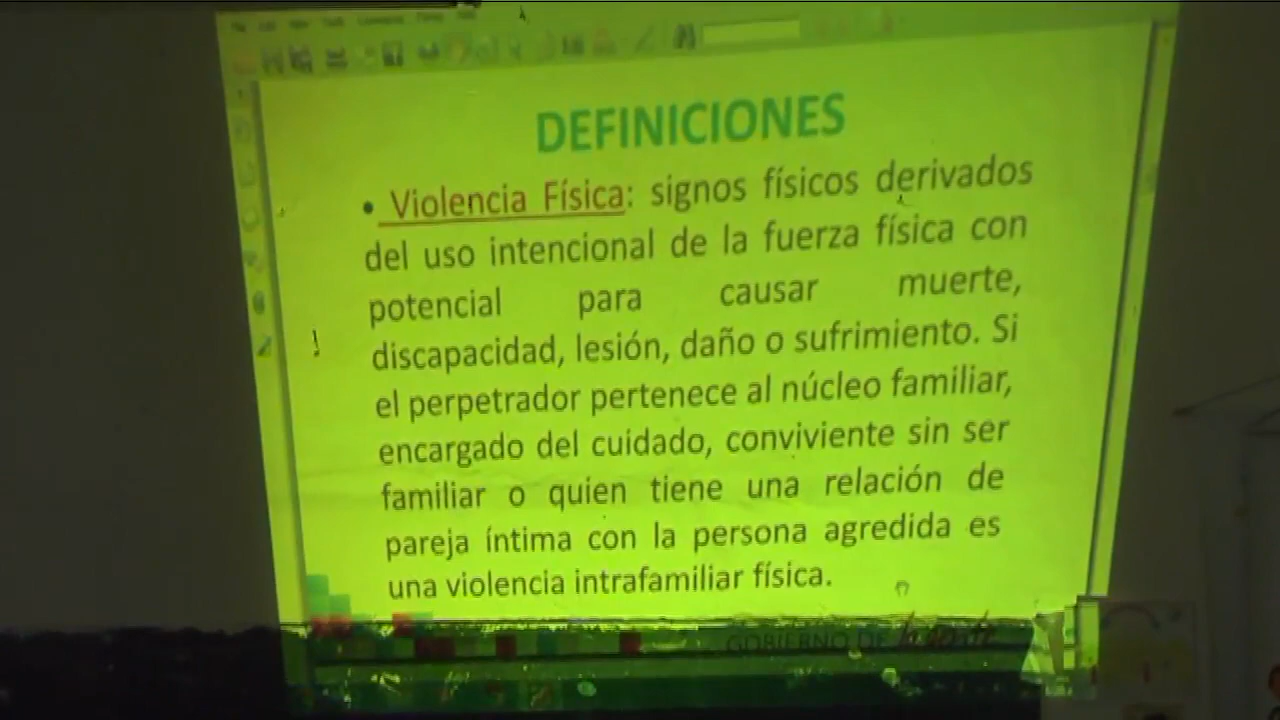 DEFINICIONES
• Violencia Física: signos físicos derivados
del uso intencional de la fuerza física con
potencial para causar muerte,
discapacidad, lesión, daño o sufrimiento. Si
el perpetrador pertenece al núcleo familiar,
encargado del cuidado, conviviente sin ser
familiar o quien tiene una relación de
pareja íntima con la persona agredida es
una violencia intrafamiliar física.
GOBIERNO DE la gente